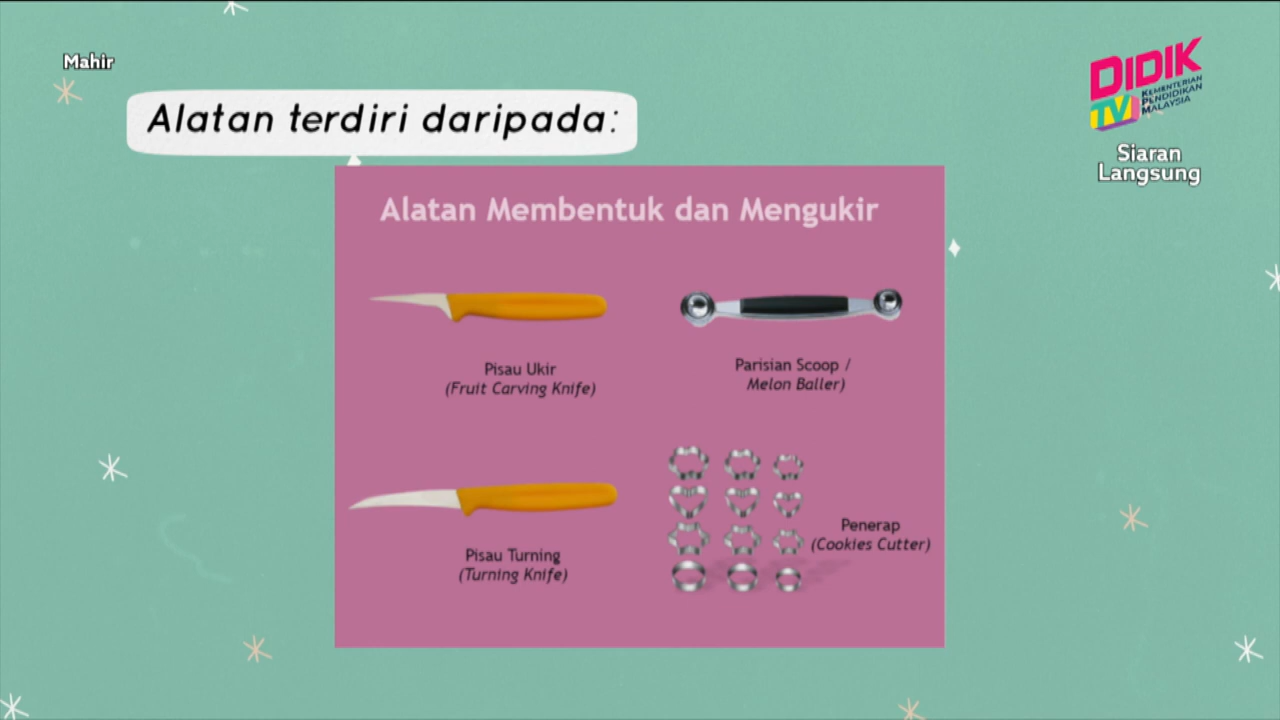 Mahir
Alatan terdiri daripada:
DIDIK
TV
KEMENTERIAN
PENDIDIKAN
MALAYSIA
Siaran
Langsung
Alatan Membentuk dan Mengukir
Pisau Ukir
(Fruit Carving Knife)
Parisian Scoop /
Melon Baller)
Pisau Turning
(Turning Knife)
Penerap
(Cookies Cutter)